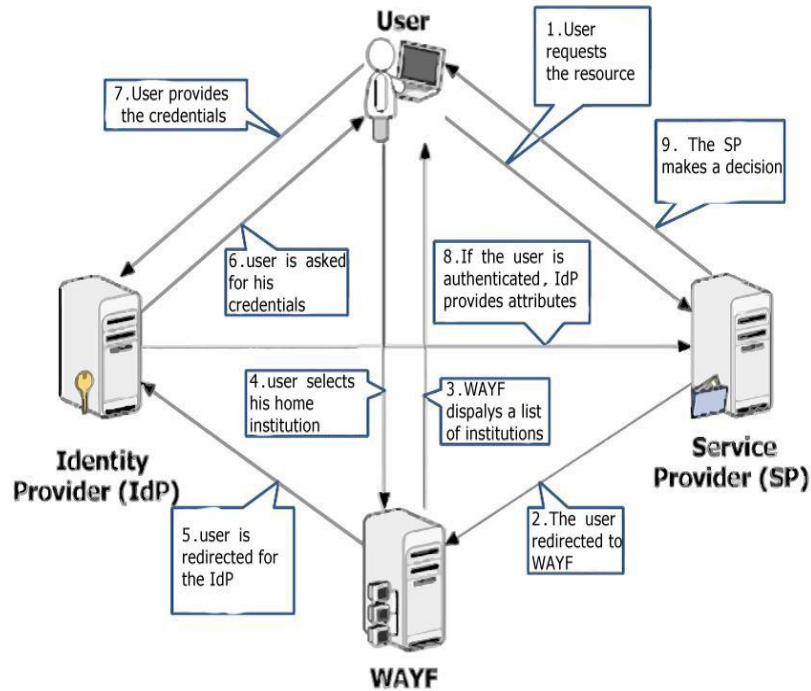 User
1.User
requests
the resource
7.User provides
the credentials
9. The SP
makes a decision
6.user is asked
for his
credentials
8.If the user is
authenticated, IdP
provides attributes
4.user selects
his home
institution
3.WAYF
dispalys a list
of institutions
Identity
Provider (IdP)
Service
Provider (SP)
5.user is
redirected for
the IdP
2.The user
redirected to
WAYF
WAYF